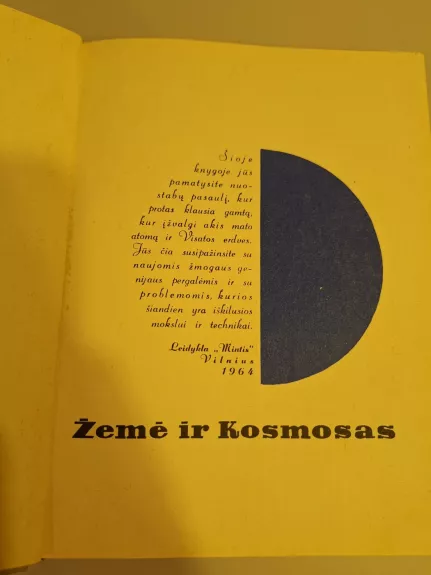 Šioje
knygoje jūs
pamatysite nuo-
stabų pasaulį, kur
protas klausia gamtą,
kur įžvalgi akis mato
atomą ir Visatos erdves.
Jūs čia susipažinsite su
naujomis žmogaus ge-
nijaus pergalėmis ir su
problemomis, kurios
šiandien yra iškilusios
mokslui ir technikai.
Leidykla „Mintis"
Vilnius
1964
Žemė ir Kosmosas